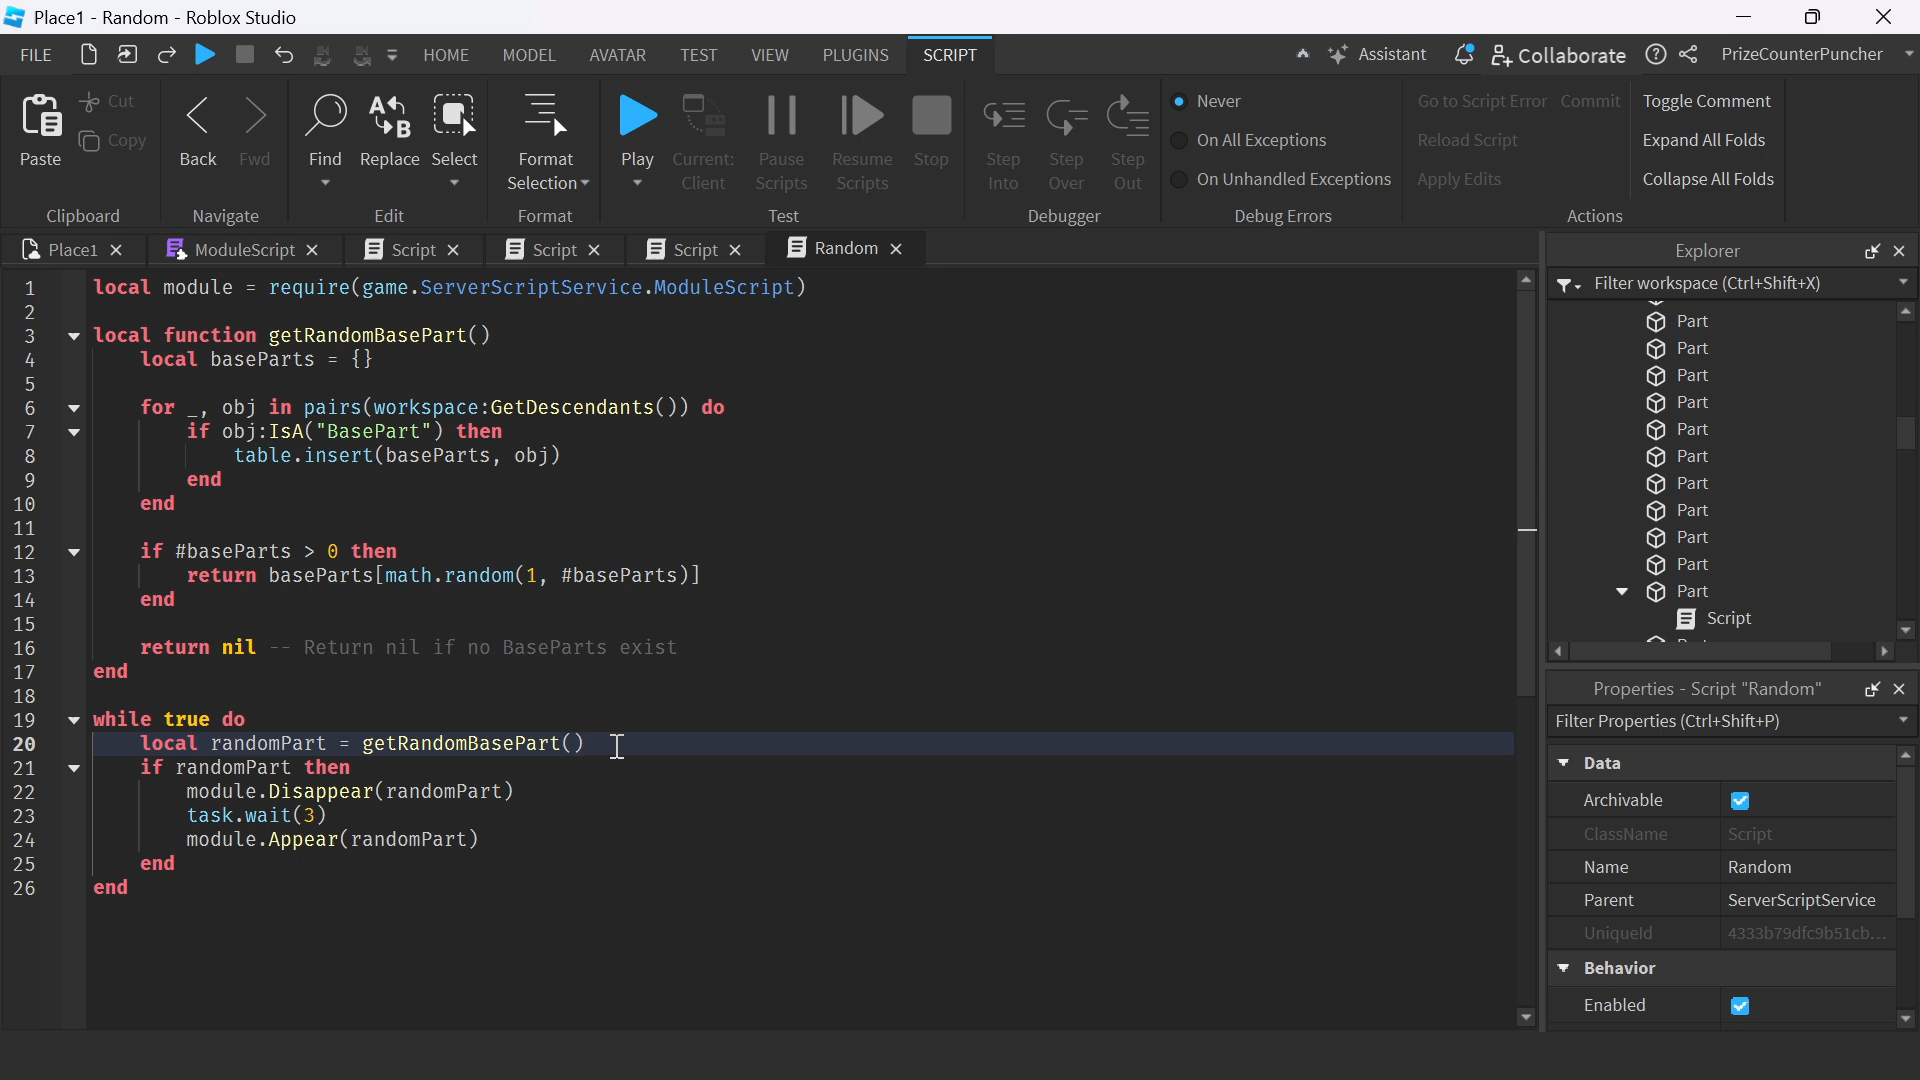 Place1 - Random - Roblox Studio
FILE HOME MODEL AVATAR TEST VIEW PLUGINS SCRIPT Assistant Collaborate PrizeCounterPuncher
Paste Cut Copy
Clipboard
Back Fwd
Navigate
Find Replace Select
Edit
Format Selection
Format
Play
Current: Client
Pause Scripts
Resume Scripts
Stop
Test
Step Into
Step Over
Step Out
Debugger
Never
On All Exceptions
On Unhandled Exceptions
Debug Errors
Go to Script Error Commit
Reload Script
Apply Edits
Toggle Comment
Expand All Folds
Collapse All Folds
Actions
Place1 ModuleScript Script Script Script Random
1 local module = require(game.ServerScriptService.ModuleScript)
2
3 local function getRandomBasePart()
4     local baseParts = {}
5
6     for _, obj in pairs(workspace:GetDescendants()) do
7         if obj:IsA("BasePart") then
8             table.insert(baseParts, obj)
9         end
10     end
11
12     if #baseParts > 0 then
13         return baseParts[math.random(1, #baseParts)]
14     end
15
16     return nil -- Return nil if no BaseParts exist
17 end
18
19 while true do
20     local randomPart = getRandomBasePart()
21     if randomPart then
22         module.Disappear(randomPart)
23         task.wait(3)
24         module.Appear(randomPart)
25     end
26 end
Explorer
Filter workspace (Ctrl+Shift+X)
Part
Part
Part
Part
Part
Part
Part
Part
Part
Part
Part
Script
Properties - Script "Random"
Filter Properties (Ctrl+Shift+P)
Data
Archivable
ClassName Script
Name Random
Parent ServerScriptService
UniqueId 4333b79dfc9b51cb...
Behavior
Enabled